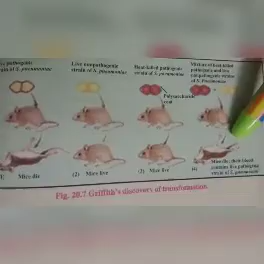 Live pathogenic
strain of S. pneumoniae
Live nonpathogenic
strain of S. pneumoniae
Heat-killed pathogenic
strain of S. pneumoniae
Mixture of heat-killed
pathogenic and live
nonpathogenic strains
of S. pneumoniae
Polysaccharide
coat
Mice die
(2) Mice live
(3) Mice live
(4) Mice die; their blood
contains live pathogenic
strain of S. pneumoniae
Fig. 20.7 Griffith's discovery of transformation.